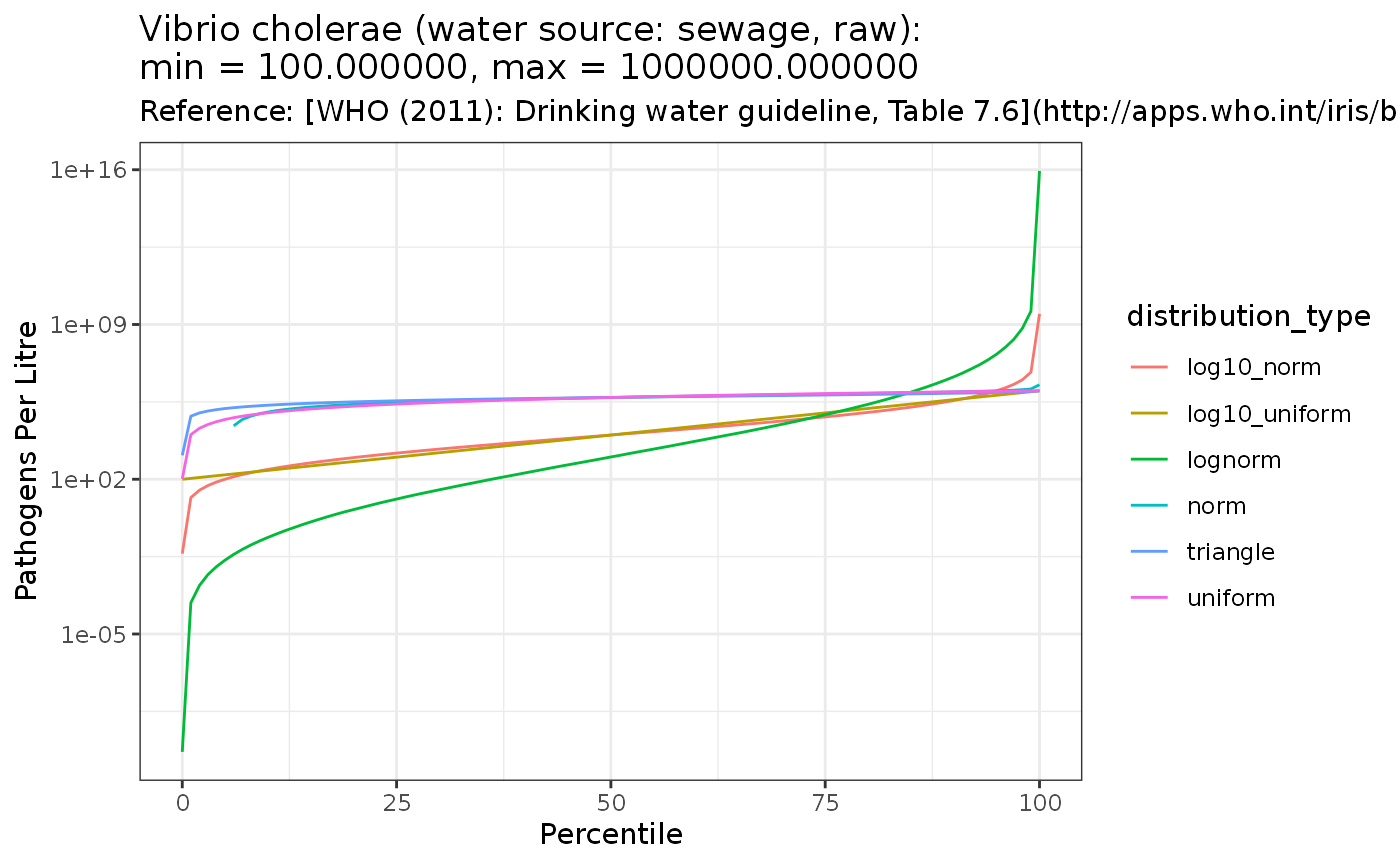 Vibrio cholerae (water source: sewage, raw):
min = 100.000000, max = 1000000.000000
Reference: [WHO (2011): Drinking water guideline, Table 7.6](http://apps.who.int/iris/b
1e+16
1e+09
1e+02
1e-05
Pathogens Per Litre
0 25 50 75 100
Percentile
distribution_type
log10_norm
log10_uniform
lognorm
norm
triangle
uniform